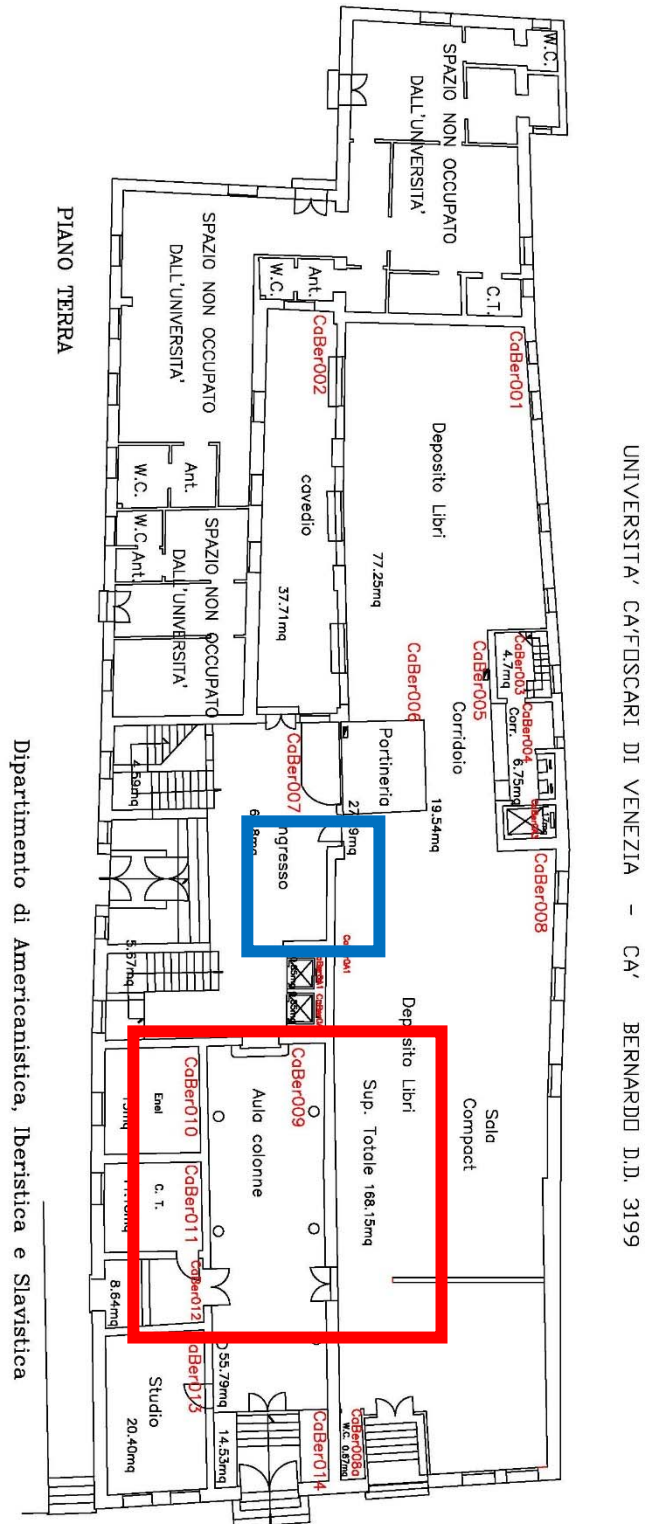 UNIVERSITA' CA'FOSCARI DI VENEZIA - CA' BERNARDO D.D. 3199
W.C.
SPAZIO NON OCCUPATO
DALL'UNIVERSITA'
C.T.
CaBer001
Deposito Libri
77.25mq
Ant.
W.C.
CaBer002
cavedio
37.71mq
SPAZIO NON OCCUPATO
DALL'UNIVERSITA'
Ant.
W.C.
W.C.
Ant.
SPAZIO NON OCCUPATO
DALL'UNIVERSITA'
CaBer003
4.7mq
CaBer004
Corr.
6.75mq
CaBer005
Corridoio
19.54mq
CaBer006
Portineria
CaBer007
Ingresso
4.59mq
5.67mq
CaBer008
Sala
Compact
Deposito Libri
Sup. Totale 168.15mq
CaBer009
Aula colonne
55.79mq
CaBer010
Enel
CaBer011
C. T.
CaBer012
8.64mq
CaBer013
Studio
20.40mq
CaBer014
14.53mq
CaBer008a
W.C. 0.87mq
PIANO TERRA
Dipartimento di Americanistica, Iberistica e Slavistica